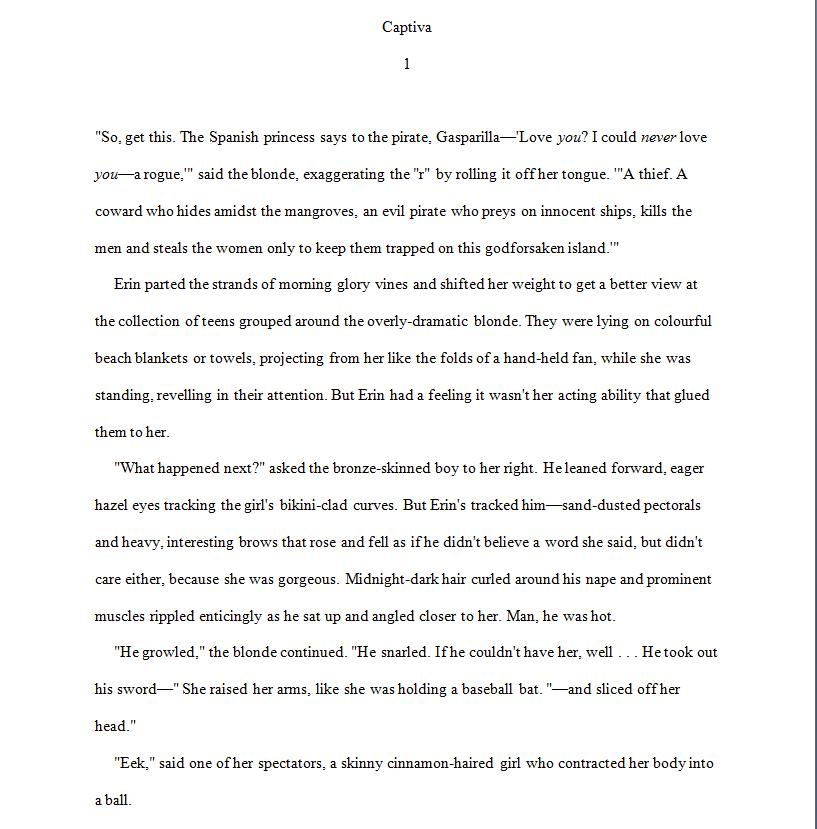 Captiva
1
"So, get this. The Spanish princess says to the pirate, Gasparilla—'Love you? I could never love
you—a rogue,'" said the blonde, exaggerating the "r" by rolling it off her tongue. '"A thief. A
coward who hides amidst the mangroves, an evil pirate who preys on innocent ships, kills the
men and steals the women only to keep them trapped on this godforsaken island.'"
Erin parted the strands of morning glory vines and shifted her weight to get a better view at
the collection of teens grouped around the overly-dramatic blonde. They were lying on colourful
beach blankets or towels, projecting from her like the folds of a hand-held fan, while she was
standing, revelling in their attention. But Erin had a feeling it wasn't her acting ability that glued
them to her.
"What happened next?" asked the bronze-skinned boy to her right. He leaned forward, eager
hazel eyes tracking the girl's bikini-clad curves. But Erin's tracked him—sand-dusted pectorals
and heavy, interesting brows that rose and fell as if he didn't believe a word she said, but didn't
care either, because she was gorgeous. Midnight-dark hair curled around his nape and prominent
muscles rippled enticingly as he sat up and angled closer to her. Man, he was hot.
"He growled," the blonde continued. "He snarled. If he couldn't have her, well . . . He took out
his sword—" She raised her arms, like she was holding a baseball bat. "—and sliced off her
head."
"Eek," said one of her spectators, a skinny cinnamon-haired girl who contracted her body into
a ball.